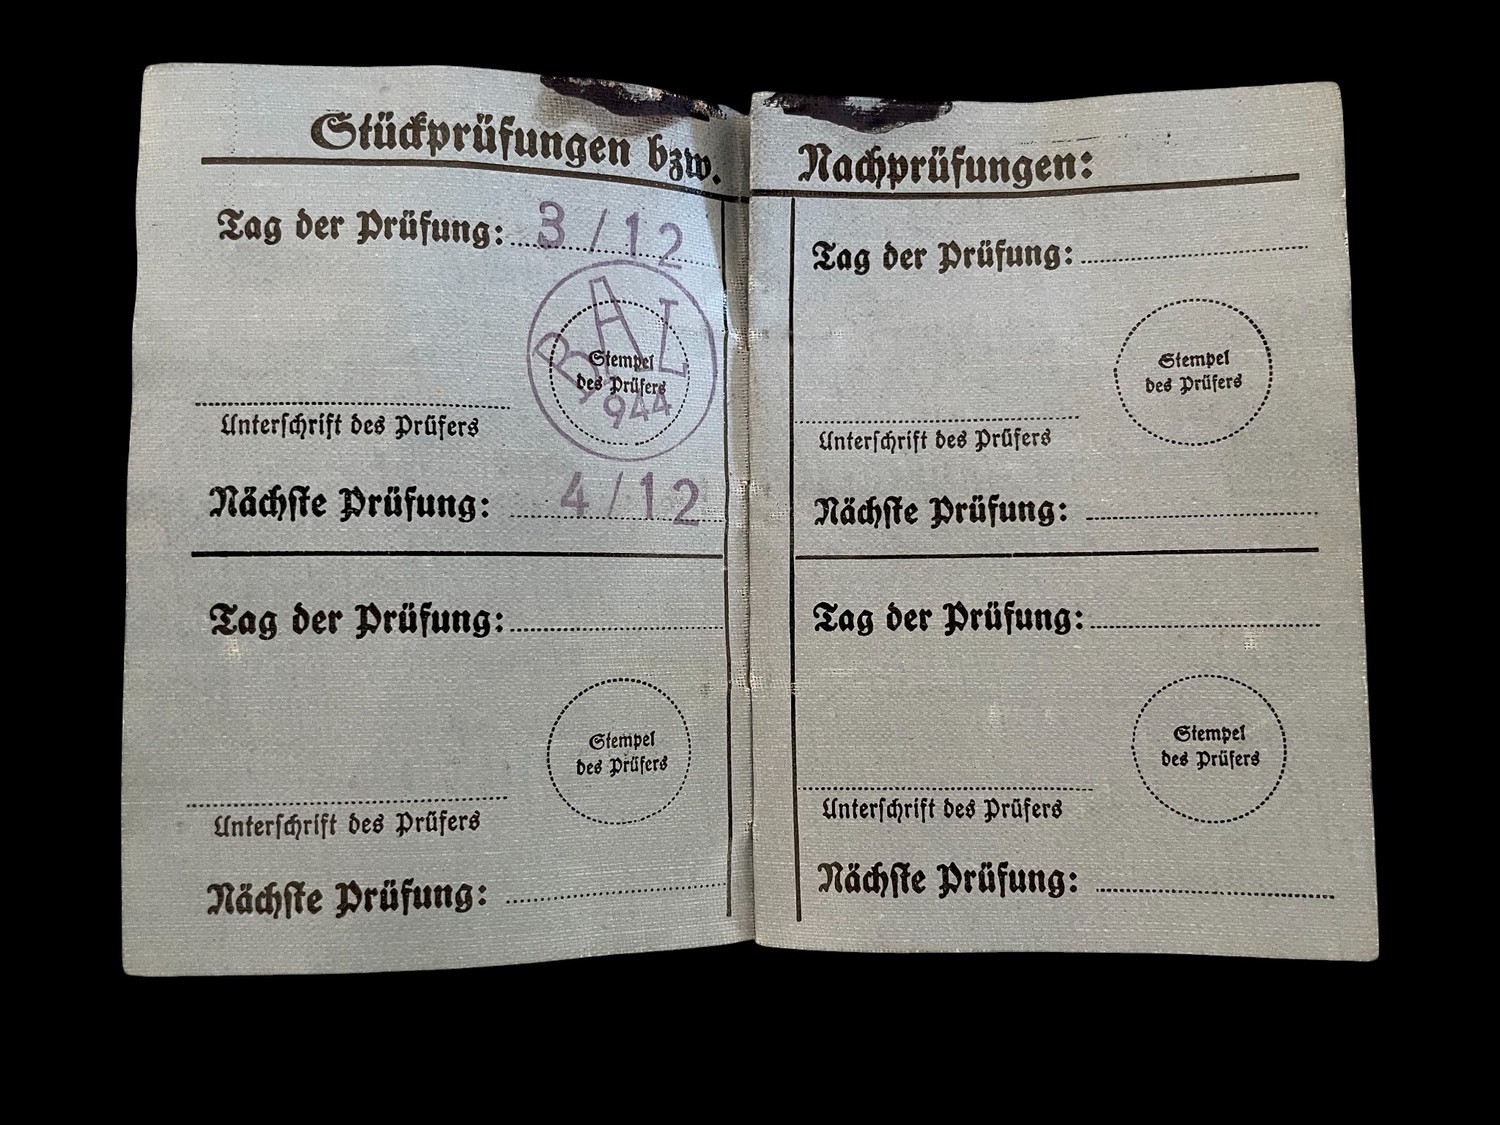 Stückprüfungen bzw. Nachprüfungen:
Tag der Prüfung: 3/12
BAL
Stempel
des Prüfers
944
Unterschrift des Prüfers
Nächste Prüfung: 4/12
Tag der Prüfung:
Stempel
des Prüfers
Unterschrift des Prüfers
Nächste Prüfung:
Tag der Prüfung:
Stempel
des Prüfers
Unterschrift des Prüfers
Nächste Prüfung:
Tag der Prüfung:
Stempel
des Prüfers
Unterschrift des Prüfers
Nächste Prüfung: